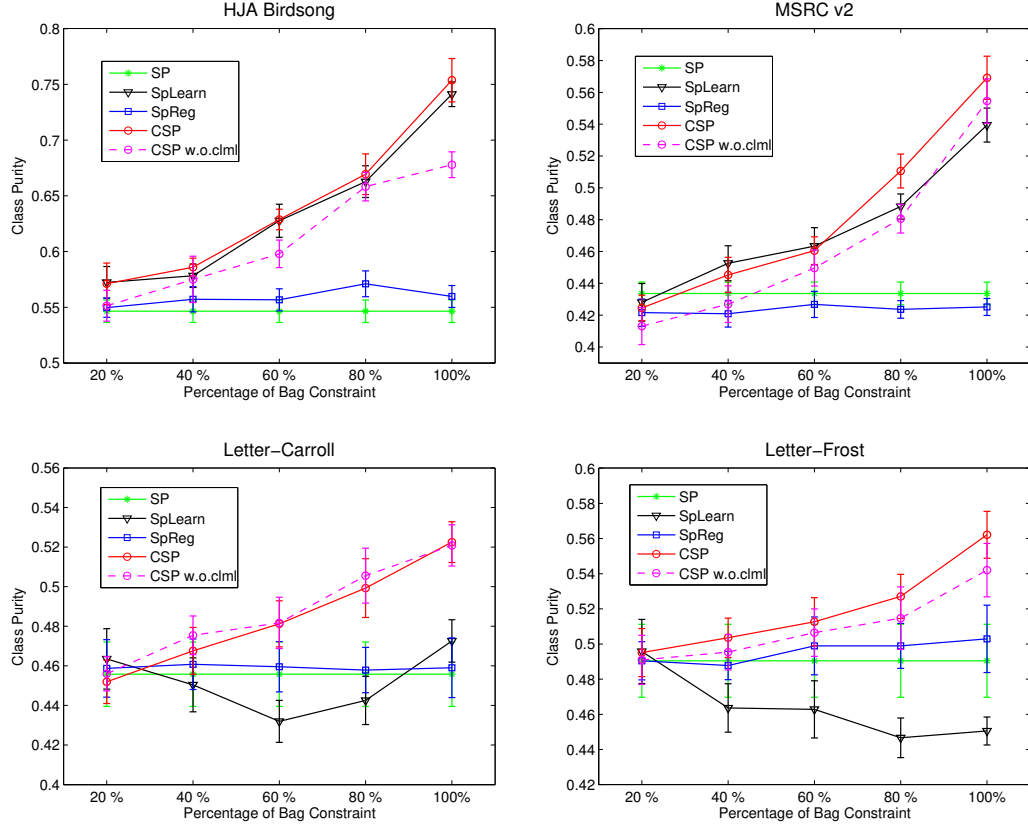 HJA Birdsong
0.8
0.75
0.7
0.65
0.6
0.55
0.5
Class Purity
SP
SpLearn
SpReg
CSP
CSP w.o.clml
20 % 40 % 60 % 80 % 100%
Percentage of Bag Constraint
MSRC v2
0.6
0.58
0.56
0.54
0.52
0.5
0.48
0.46
0.44
0.42
0.4
Class Purity
SP
SpLearn
SpReg
CSP
CSP w.o.clml
20 % 40 % 60 % 80 % 100%
Percentage of Bag Constraint
Letter−Carroll
0.56
0.54
0.52
0.5
0.48
0.46
0.44
0.42
0.4
Class Purity
SP
SpLearn
SpReg
CSP
CSP w.o.clml
20 % 40 % 60 % 80 % 100%
Percentage of Bag Constraint
Letter−Frost
0.6
0.58
0.56
0.54
0.52
0.5
0.48
0.46
0.44
0.42
Class Purity
SP
SpLearn
SpReg
CSP
CSP w.o.clml
20 % 40 % 60 % 80 % 100%
Percentage of Bag Constraint